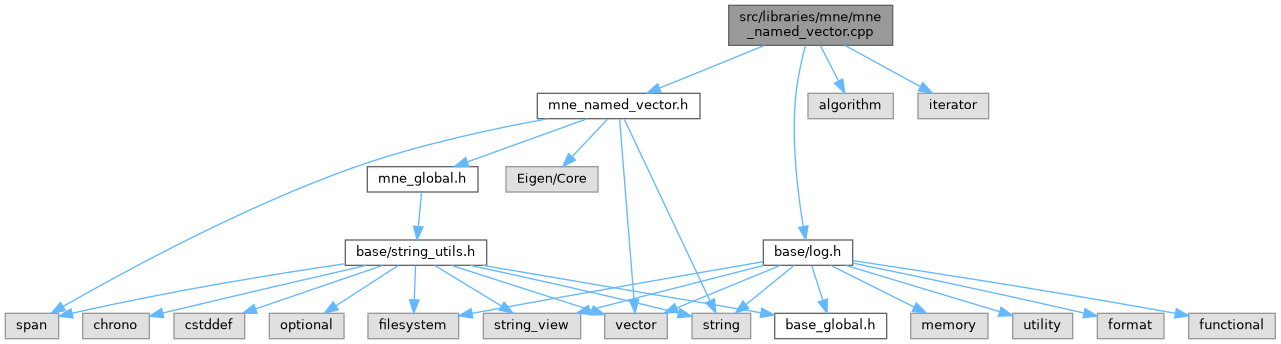 src/libraries/mne/mne
_named_vector.cpp
mne_named_vector.h
algorithm
iterator
mne_global.h
Eigen/Core
base/string_utils.h
base/log.h
span
chrono
cstddef
optional
filesystem
string_view
vector
string
base_global.h
memory
utility
format
functional